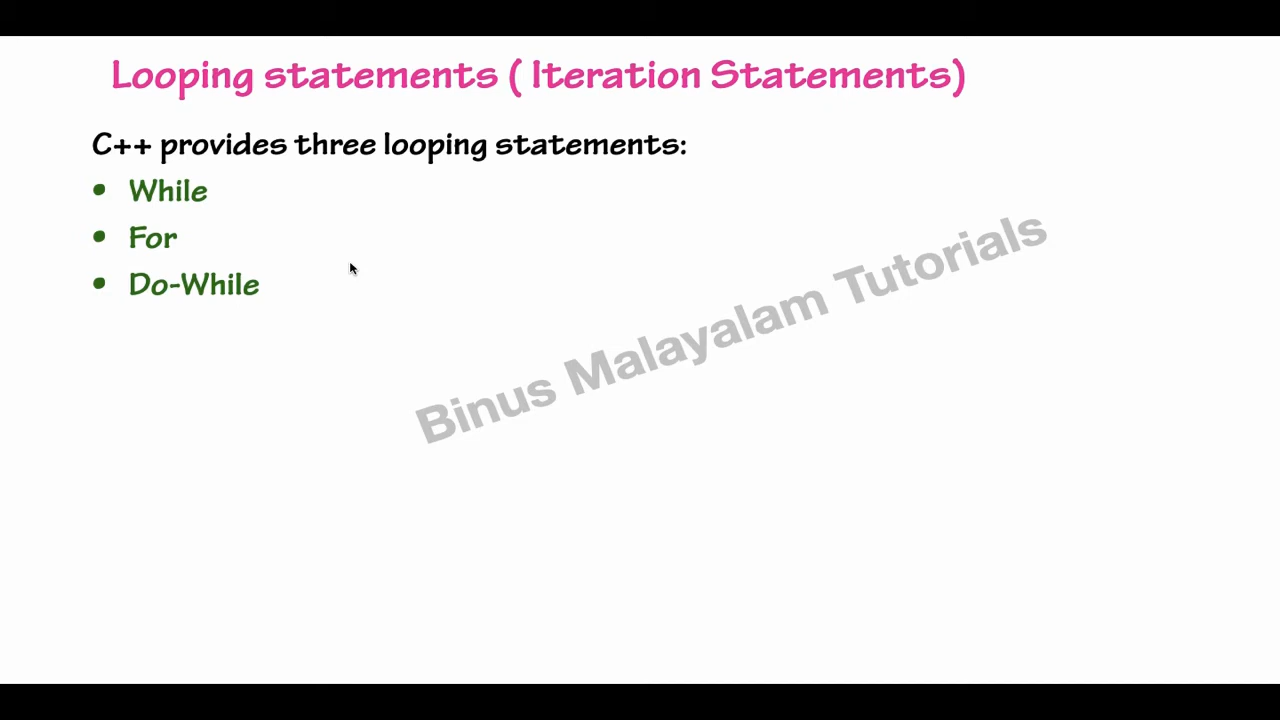 Looping statements ( Iteration Statements)
C++ provides three looping statements:
• While
• For
• Do-While
Binus Malayalam Tutorials